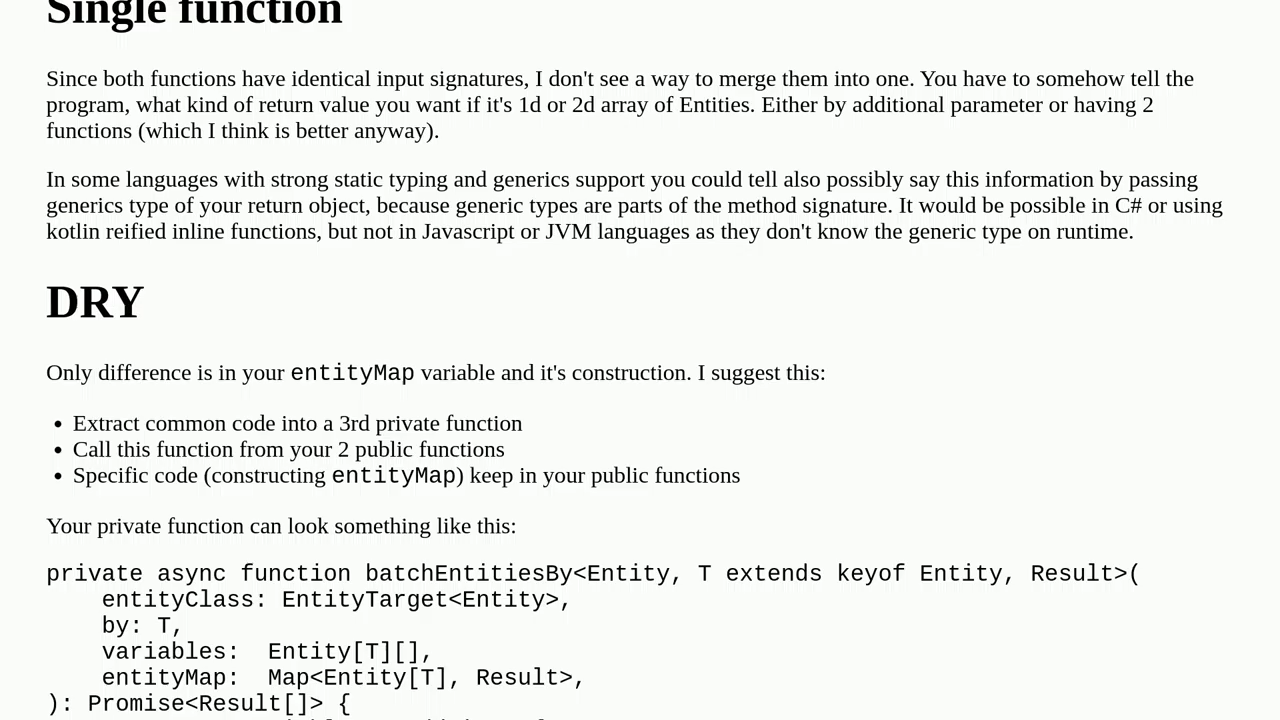 Single function
Since both functions have identical input signatures, I don't see a way to merge them into one. You have to somehow tell the
program, what kind of return value you want if it's 1d or 2d array of Entities. Either by additional parameter or having 2
functions (which I think is better anyway).
In some languages with strong static typing and generics support you could tell also possibly say this information by passing
generics type of your return object, because generic types are parts of the method signature. It would be possible in C# or using
kotlin reified inline functions, but not in Javascript or JVM languages as they don't know the generic type on runtime.
DRY
Only difference is in your entityMap variable and it's construction. I suggest this:
• Extract common code into a 3rd private function
• Call this function from your 2 public functions
• Specific code (constructing entityMap) keep in your public functions
Your private function can look something like this:
private async function batchEntitiesBy<Entity, T extends keyof Entity, Result>(
    entityClass: EntityTarget<Entity>,
    by: T,
    variables:  Entity[T][],
    entityMap:  Map<Entity[T], Result>,
): Promise<Result[]> {